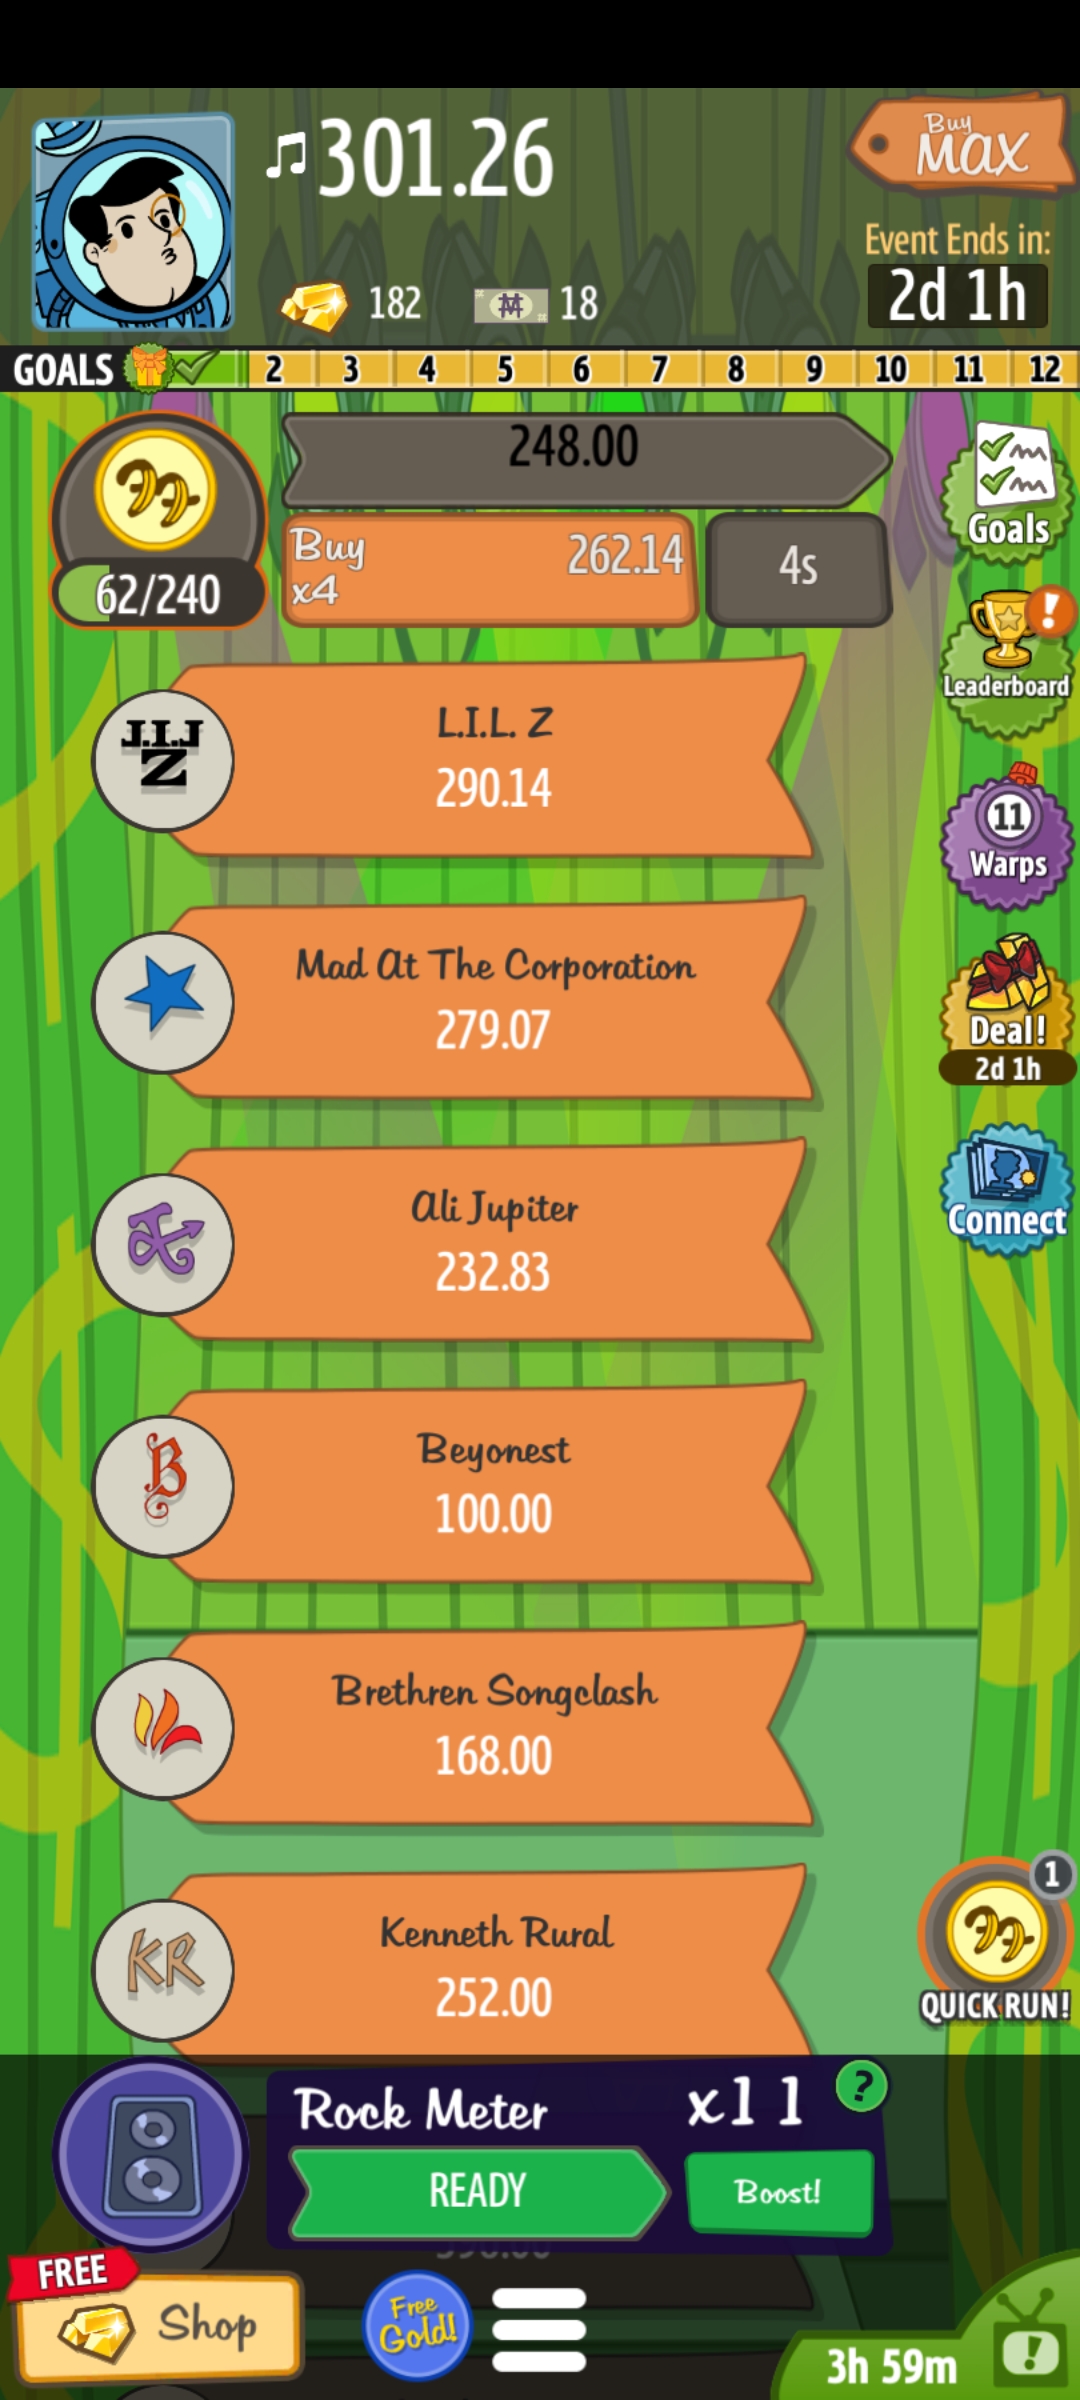 301.26
Buy
MAX
182
18
Event Ends in:
2d 1h
GOALS 2 3 4 5 6 7 8 9 10 11 12
248.00
62/240
Buy
x4
262.14
4s
Goals
Leaderboard
L.I.L. Z
290.14
11
Warps
Mad At The Corporation
279.07
Deal!
2d 1h
Ali Jupiter
232.83
Connect
Beyonest
100.00
B
Brethren Songclash
168.00
Kenneth Rural
252.00
KR
1
QUICK RUN!
Rock Meter
x11
?
READY
Boost!
FREE
Shop
Free
Gold!
3h 59m